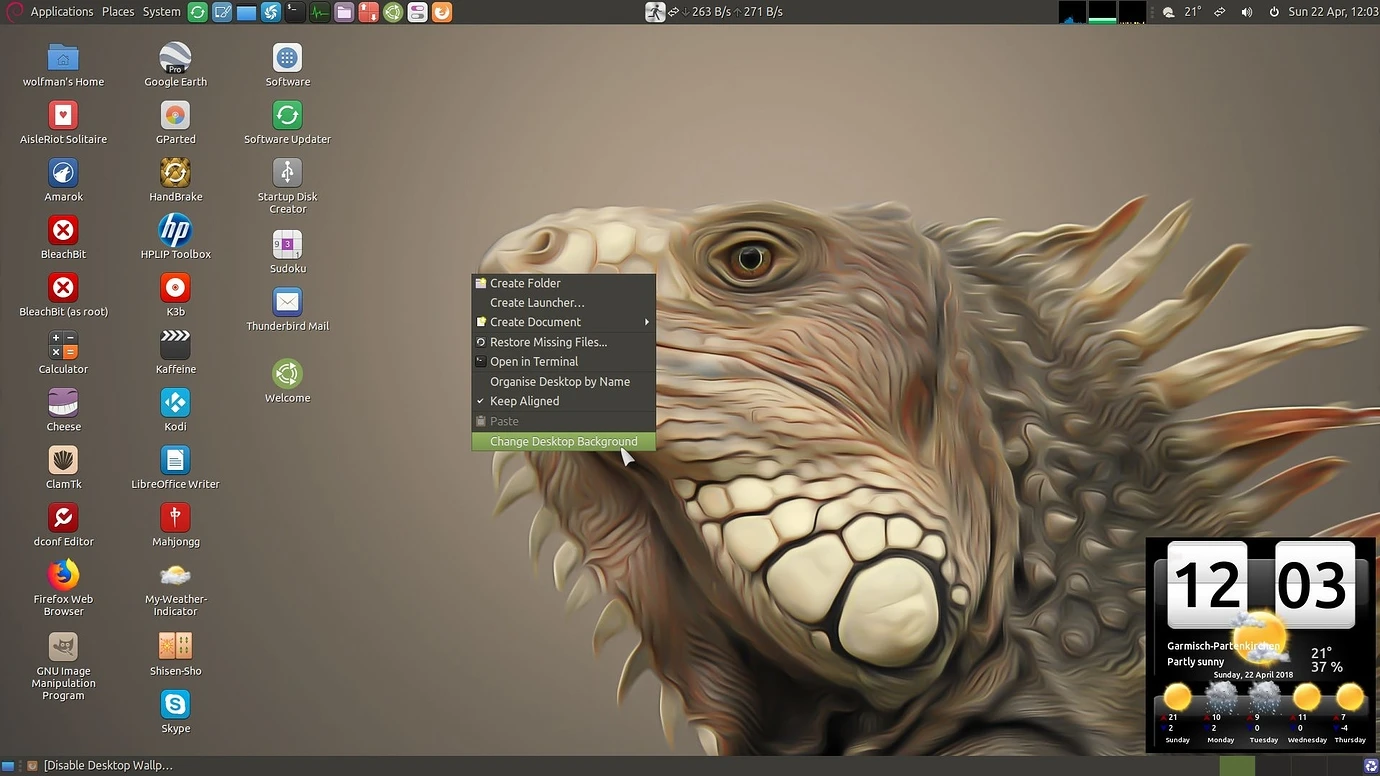 Applications Places System
263 B/s 271 B/s
21° Sun 22 Apr, 12:03
wolfman's Home
AisleRiot Solitaire
Amarok
BleachBit
BleachBit (as root)
Calculator
Cheese
ClamTk
dconf Editor
Firefox Web
Browser
GNU Image
Manipulation
Program
Pro
Google Earth
GParted
HandBrake
hp
HPLIP Toolbox
K3b
Kaffeine
Kodi
LibreOffice Writer
Mahjongg
My-Weather-
Indicator
Shisen-Sho
Skype
Software
Software Updater
Startup Disk
Creator
9 3 1
Sudoku
Thunderbird Mail
Welcome
Create Folder
Create Launcher…
Create Document
Restore Missing Files...
Open in Terminal
Organise Desktop by Name
Keep Aligned
Paste
Change Desktop Background
12 03
Garmisch-Partenkirchen
Partly sunny
21°
37 %
Sunday, 22 April 2018
21 10 9 11 7
2 2 0 0 -4
Sunday Monday Tuesday Wednesday Thursday
[Disable Desktop Wallp...